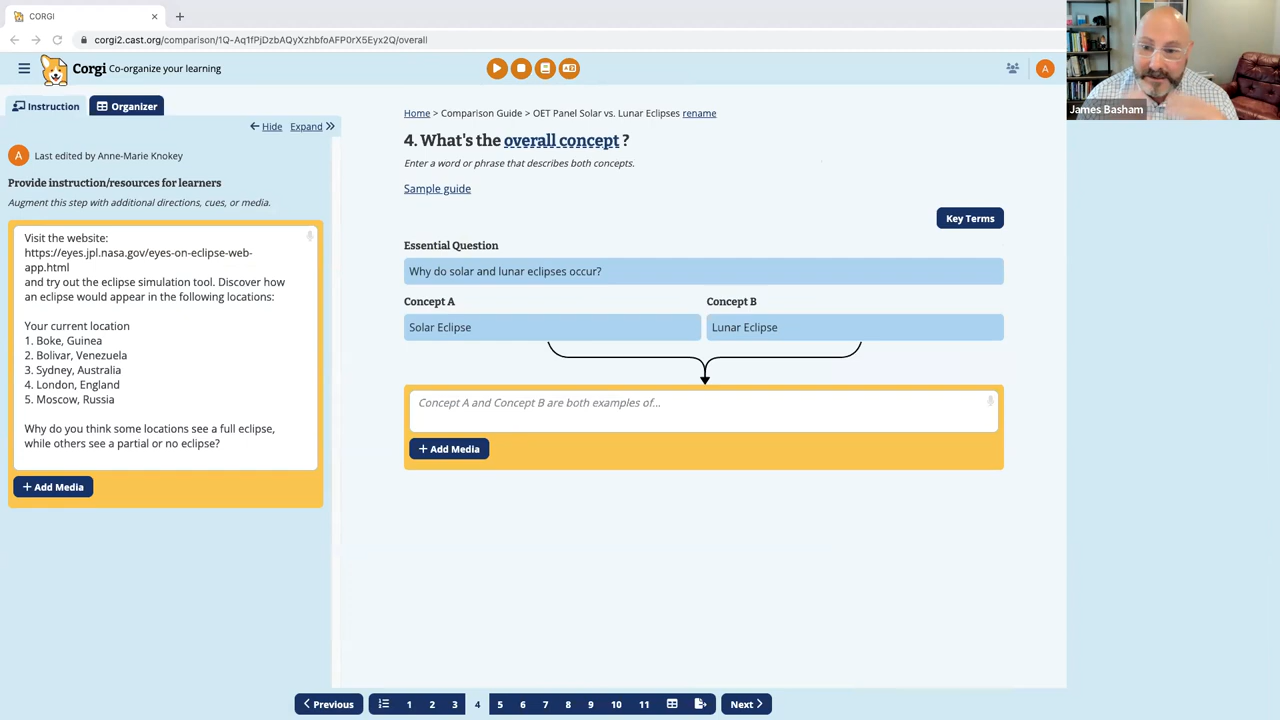 CORGI
corgi2.cast.org/comparison/1Q-Aq1fPjDzbAQyXzhbfoAFP0rX5Eyx2Q/overall
Corgi Co-organize your learning
A
James Basham
Instruction
Organizer
Hide
Expand
A
Last edited by Anne-Marie Knokey
Provide instruction/resources for learners
Augment this step with additional directions, cues, or media.
Visit the website:
https://eyes.jpl.nasa.gov/eyes-on-eclipse-web-
app.html
and try out the eclipse simulation tool. Discover how
an eclipse would appear in the following locations:
Your current location
1. Boke, Guinea
2. Bolivar, Venezuela
3. Sydney, Australia
4. London, England
5. Moscow, Russia
Why do you think some locations see a full eclipse,
while others see a partial or no eclipse?
+ Add Media
Home > Comparison Guide > OET Panel Solar vs. Lunar Eclipses rename
4. What's the overall concept ?
Enter a word or phrase that describes both concepts.
Sample guide
Key Terms
Essential Question
Why do solar and lunar eclipses occur?
Concept A
Concept B
Solar Eclipse
Lunar Eclipse
Concept A and Concept B are both examples of...
+ Add Media
Previous
1 2 3 4 5 6 7 8 9 10 11
Next